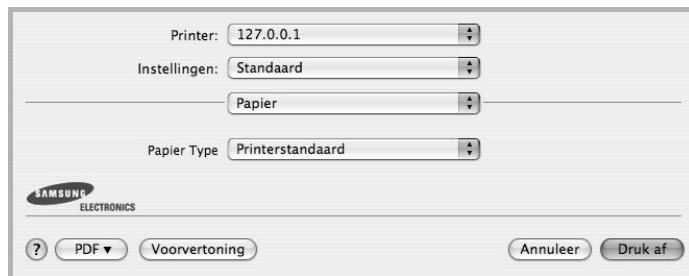 Printer: 127.0.0.1
Instellingen: Standaard
Papier
Papier Type Printerstandaard
SAMSUNG
ELECTRONICS
? PDF ▼ Voorvertoning Annuleer Druk af